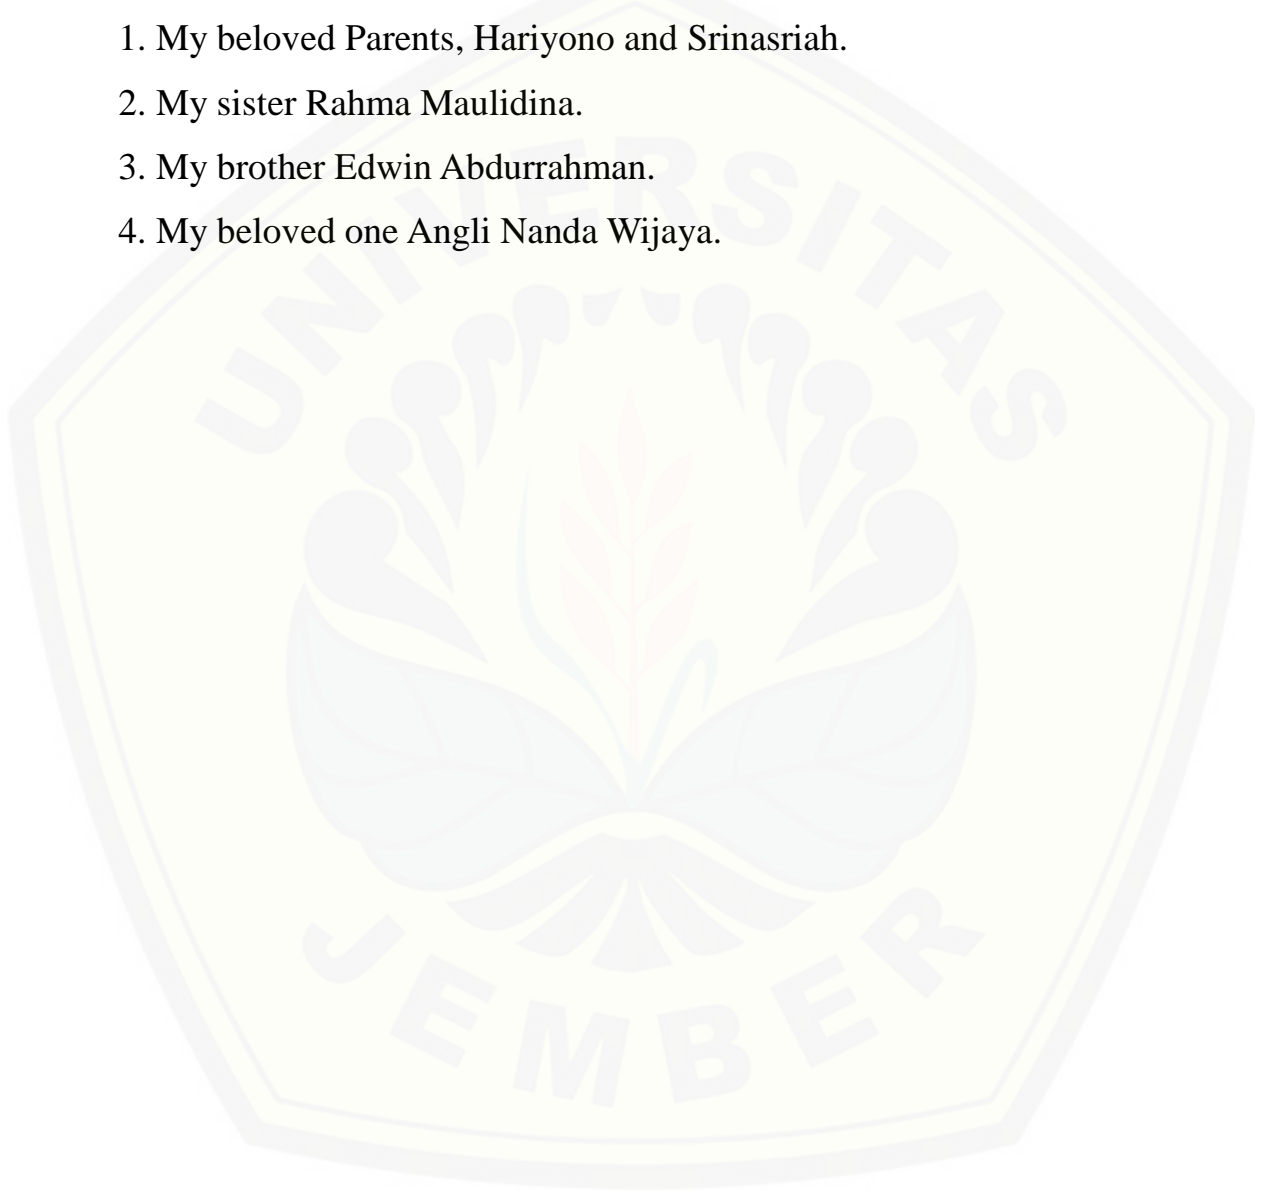 1. My beloved Parents, Hariyono and Srinasriah.
2. My sister Rahma Maulidina.
3. My brother Edwin Abdurrahman.
4. My beloved one Angli Nanda Wijaya.
UNIVERSITAS
JEMBER